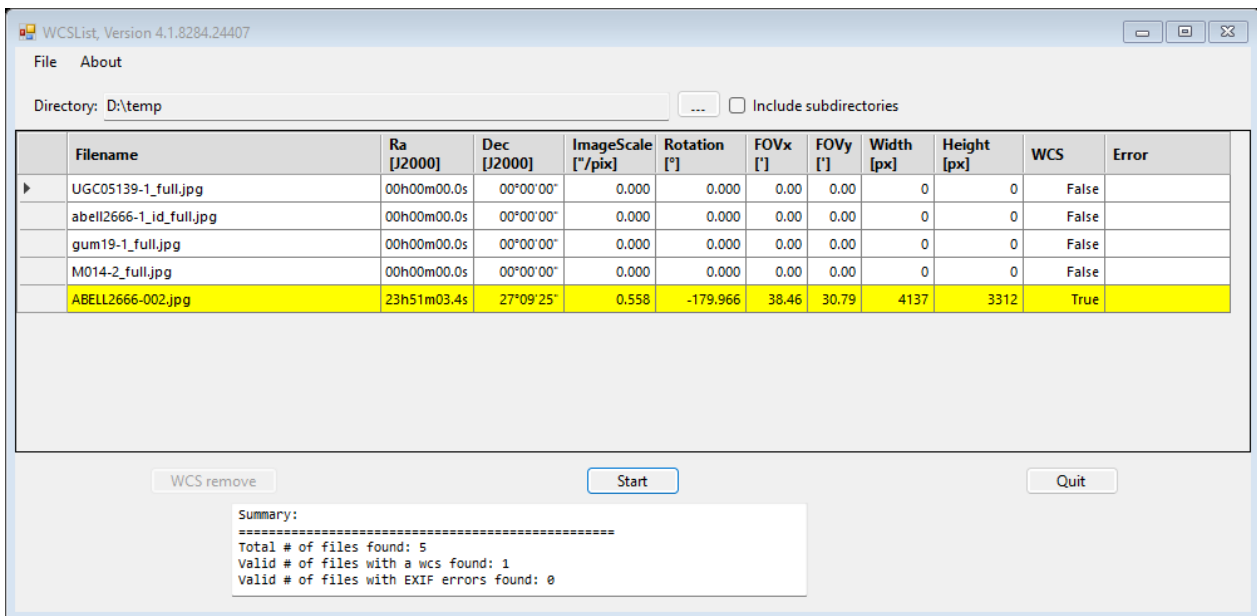 WCSList, Version 4.1.8284.24407
File About
Directory: D:\temp ... Include subdirectories
Filename Ra [J2000] Dec [J2000] ImageScale ["/pix] Rotation [°] FOVx ['] FOVy ['] Width [px] Height [px] WCS Error
UGC05139-1_full.jpg 00h00m00.0s 00°00'00" 0.000 0.000 0.00 0.00 0 0 False
abell2666-1_id_full.jpg 00h00m00.0s 00°00'00" 0.000 0.000 0.00 0.00 0 0 False
gum19-1_full.jpg 00h00m00.0s 00°00'00" 0.000 0.000 0.00 0.00 0 0 False
M014-2_full.jpg 00h00m00.0s 00°00'00" 0.000 0.000 0.00 0.00 0 0 False
ABELL2666-002.jpg 23h51m03.4s 27°09'25" 0.558 -179.966 38.46 30.79 4137 3312 True
WCS remove Start Quit
Summary:
==================================================
Total # of files found: 5
Valid # of files with a wcs found: 1
Valid # of files with EXIF errors found: 0